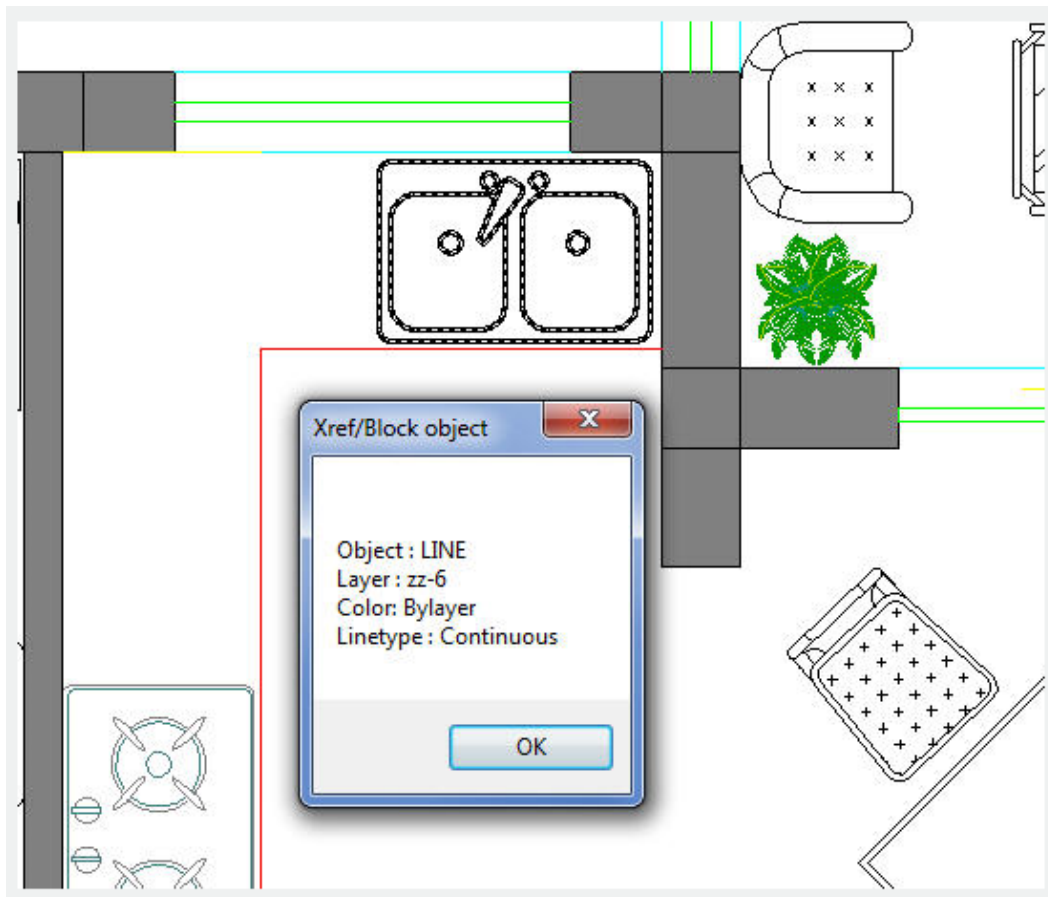 Xref/Block object
Object : LINE
Layer : zz-6
Color: Bylayer
Linetype : Continuous
OK